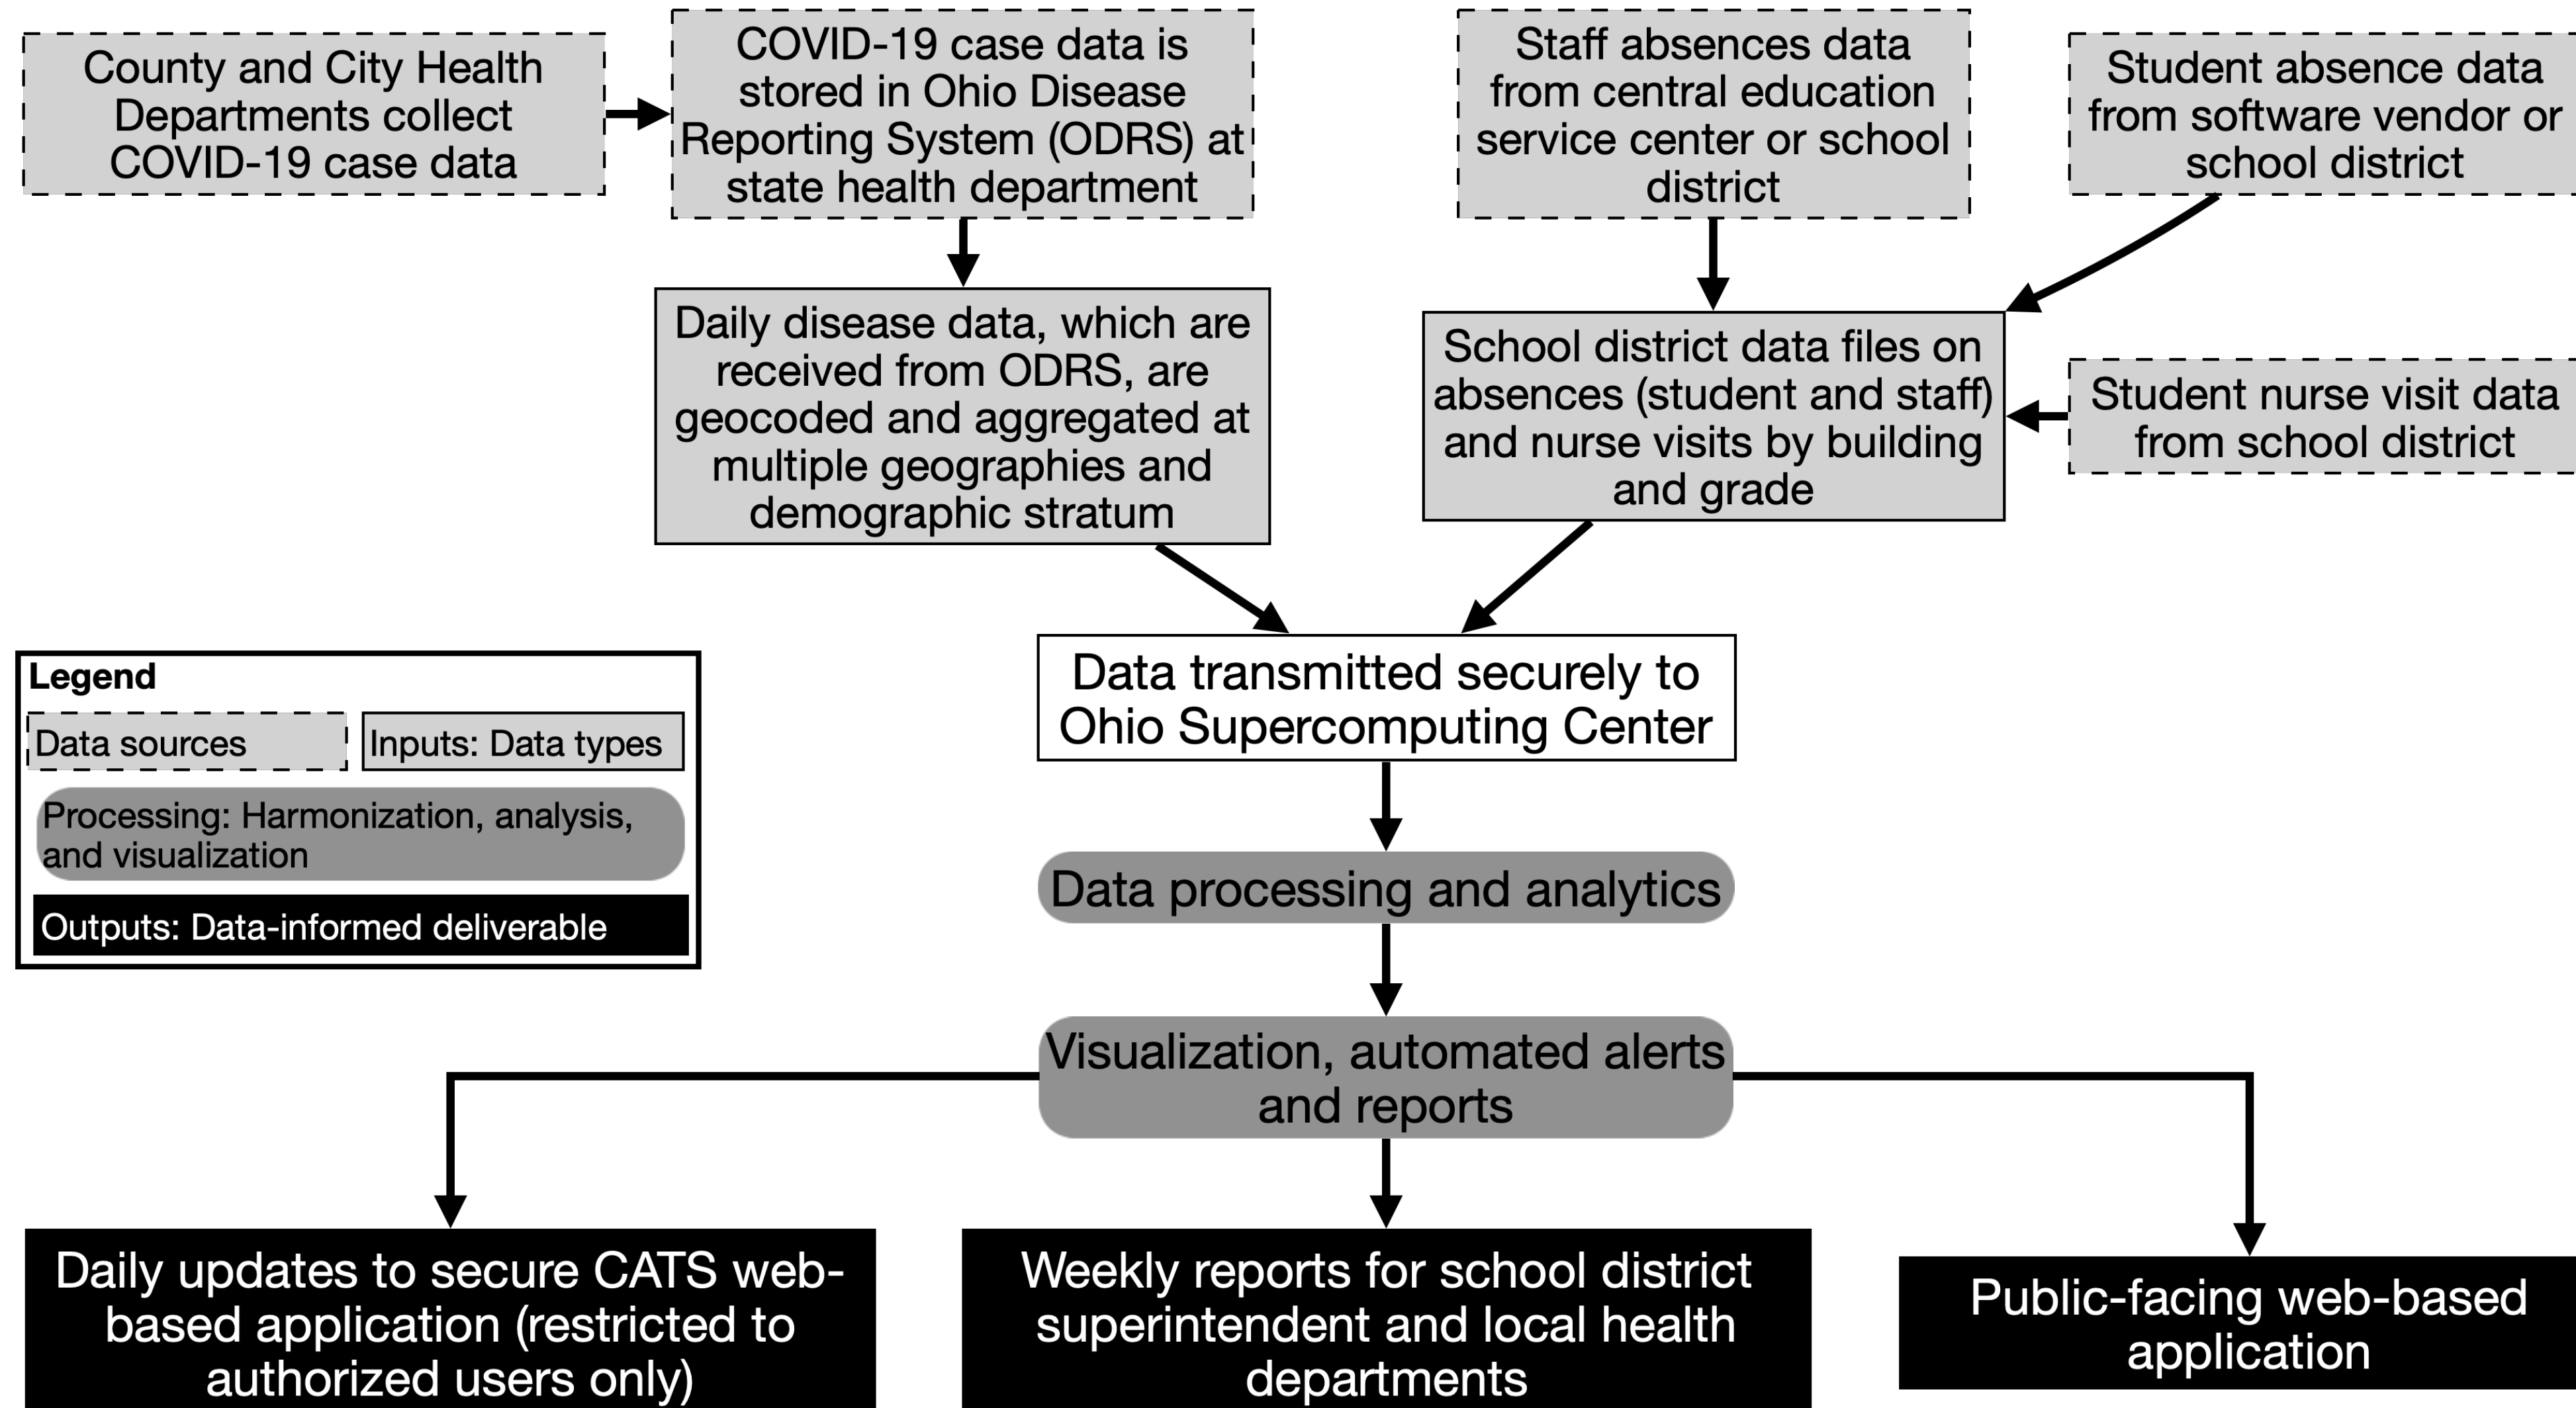 County and City Health
Departments collect
COVID-19 case data
COVID-19 case data is
stored in Ohio Disease
Reporting System (ODRS) at
state health department
Staff absences data
from central education
service center or school
district
Student absence data
from software vendor or
school district
Daily disease data, which are
received from ODRS, are
geocoded and aggregated at
multiple geographies and
demographic stratum
School district data files on
absences (student and staff)
and nurse visits by building
and grade
Student nurse visit data
from school district
Data transmitted securely to
Ohio Supercomputing Center
Legend
Data sources
Inputs: Data types
Processing: Harmonization, analysis,
and visualization
Outputs: Data-informed deliverable
Data processing and analytics
Visualization, automated alerts
and reports
Daily updates to secure CATS web-
based application (restricted to
authorized users only)
Weekly reports for school district
superintendent and local health
departments
Public-facing web-based
application